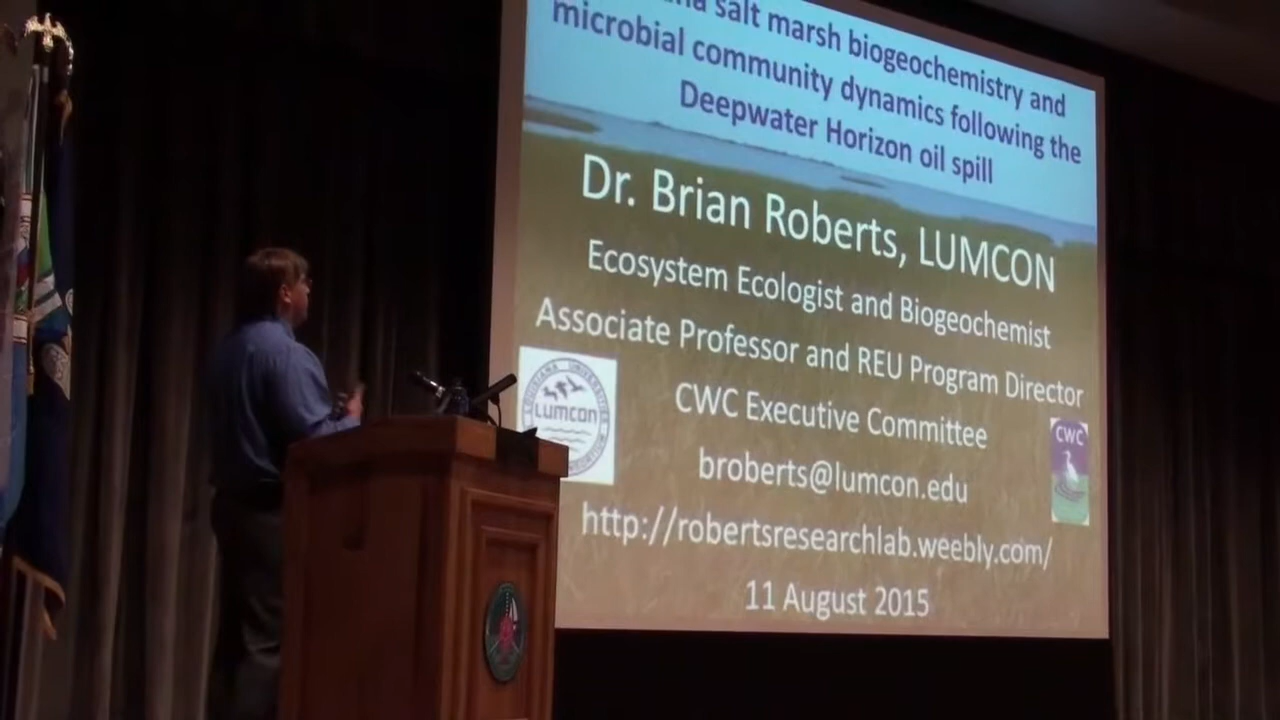 salt marsh biogeochemistry and
microbial community dynamics following the
Deepwater Horizon oil spill
Dr. Brian Roberts, LUMCON
Ecosystem Ecologist and Biogeochemist
Associate Professor and REU Program Director
CWC Executive Committee
broberts@lumcon.edu
http://robertsresearchlab.weebly.com/
11 August 2015
LOUISIANA UNIVERSITIES
LUMCON
CWC